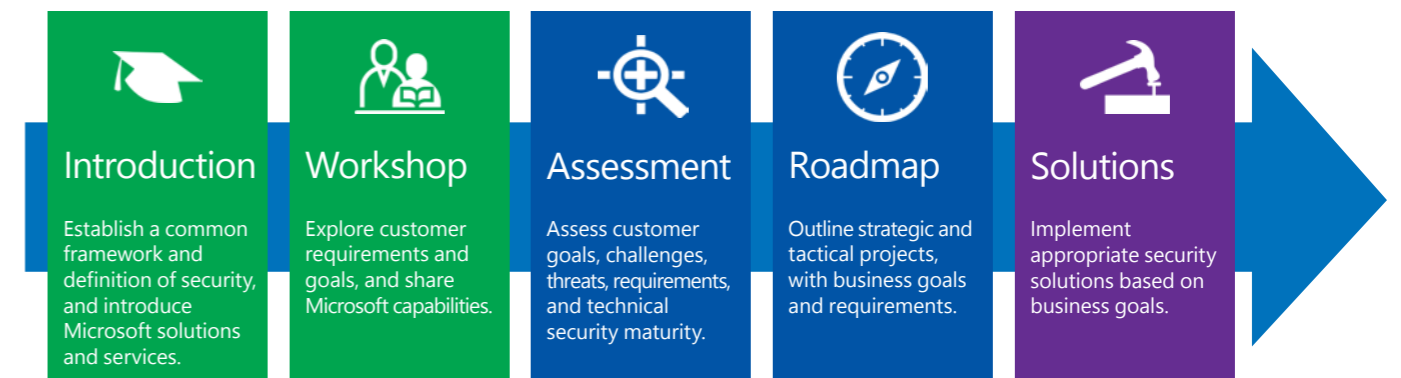 Introduction
Establish a common
framework and
definition of security,
and introduce
Microsoft solutions
and services.
Workshop
Explore customer
requirements and
goals, and share
Microsoft capabilities.
Assessment
Assess customer
goals, challenges,
threats, requirements,
and technical
security maturity.
Roadmap
Outline strategic and
tactical projects,
with business goals
and requirements.
Solutions
Implement
appropriate security
solutions based on
business goals.